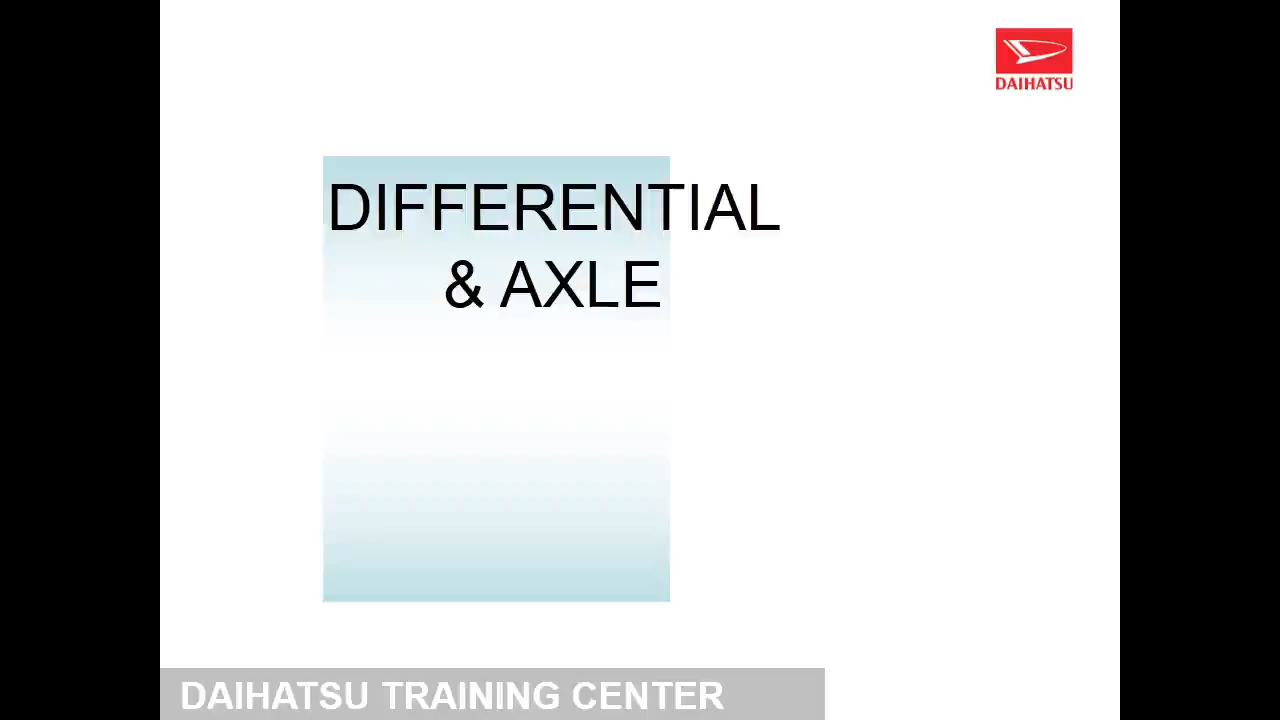 DAIHATSU
DIFFERENTIAL
& AXLE
DAIHATSU TRAINING CENTER